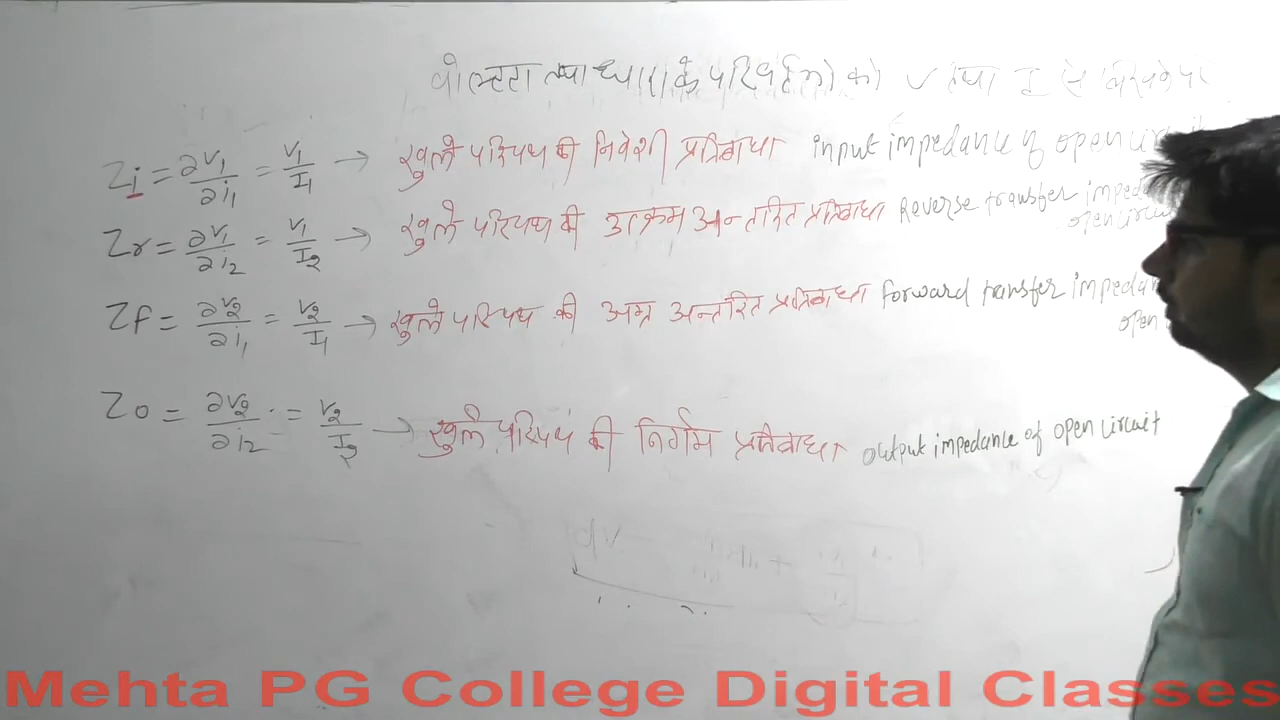 वोल्टता तथा धारा के परिवर्तनों को V तथा I से लिखने पर
Zi = ∂V1/∂i1 = V1/I1 → खुले परिपथ की निवेशी प्रतिबाधा input impedance of open circuit
Zr = ∂V1/∂i2 = V1/I2 → खुले परिपथ की उत्क्रम अन्तरित प्रतिबाधा Reverse transfer
open circuit
Zf = ∂V2/∂i1 = V2/I1 → खुले परिपथ की अग्र अन्तरित प्रतिबाधा forward transfer
open
Zo = ∂V2/∂i2 = V2/I2 → खुले परिपथ की निर्गम प्रतिबाधा output impedance of open circuit
dv
Mehta PG College Digital Classes